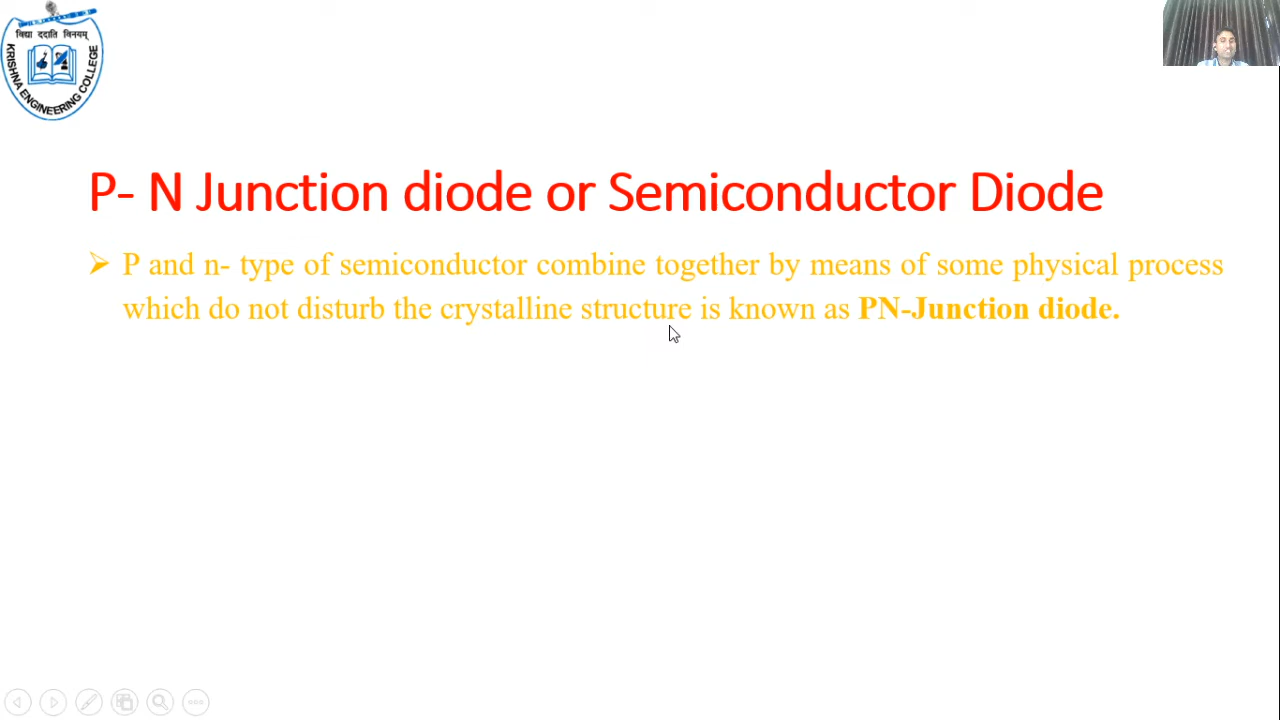 विद्या ददाति विनयम्
KRISHNA ENGINEERING COLLEGE
P- N Junction diode or Semiconductor Diode
P and n- type of semiconductor combine together by means of some physical process
which do not disturb the crystalline structure is known as PN-Junction diode.